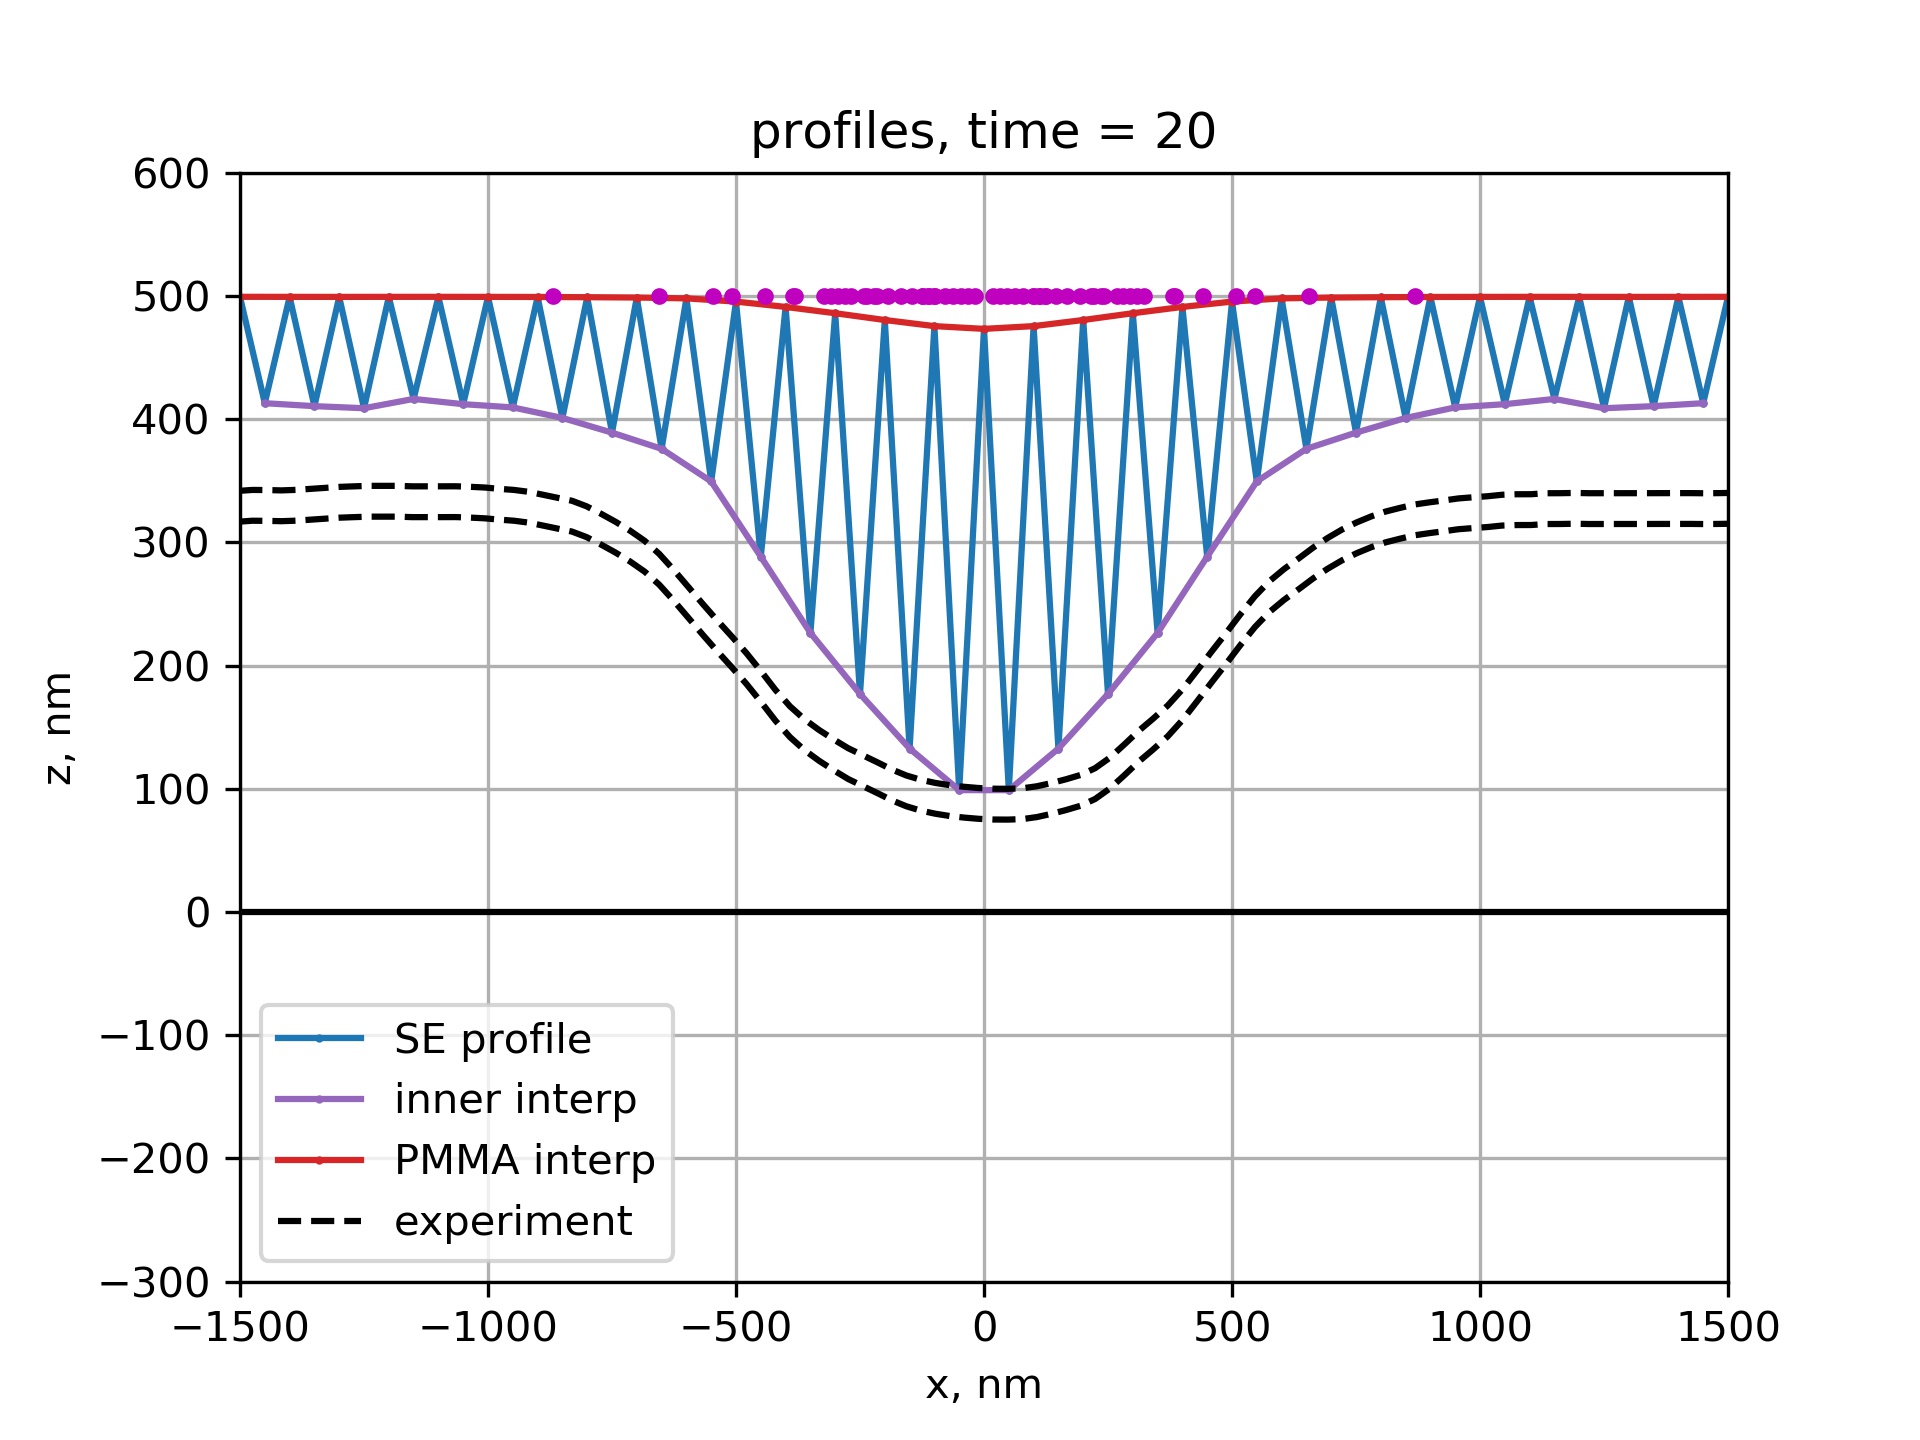 profiles, time = 20
600
500
400
300
200
100
0
−100
−200
−300
z, nm
SE profile
inner interp
PMMA interp
experiment
−1500 −1000 −500 0 500 1000 1500
x, nm